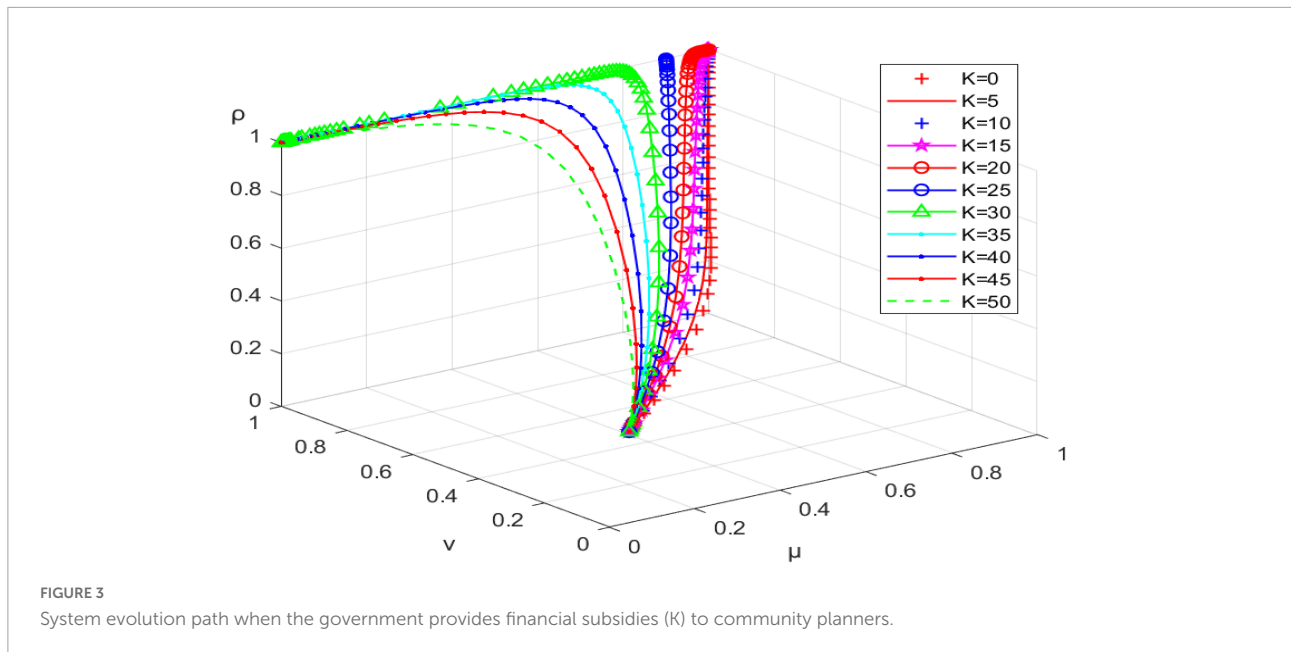 ρ
1
0.8
0.6
0.4
0.2
0
1
0.8
0.6
0.4
0.2
0
ν
0
0.2
0.4
0.6
0.8
1
μ
K=0
K=5
K=10
K=15
K=20
K=25
K=30
K=35
K=40
K=45
K=50
FIGURE 3
System evolution path when the government provides financial subsidies (K) to community planners.